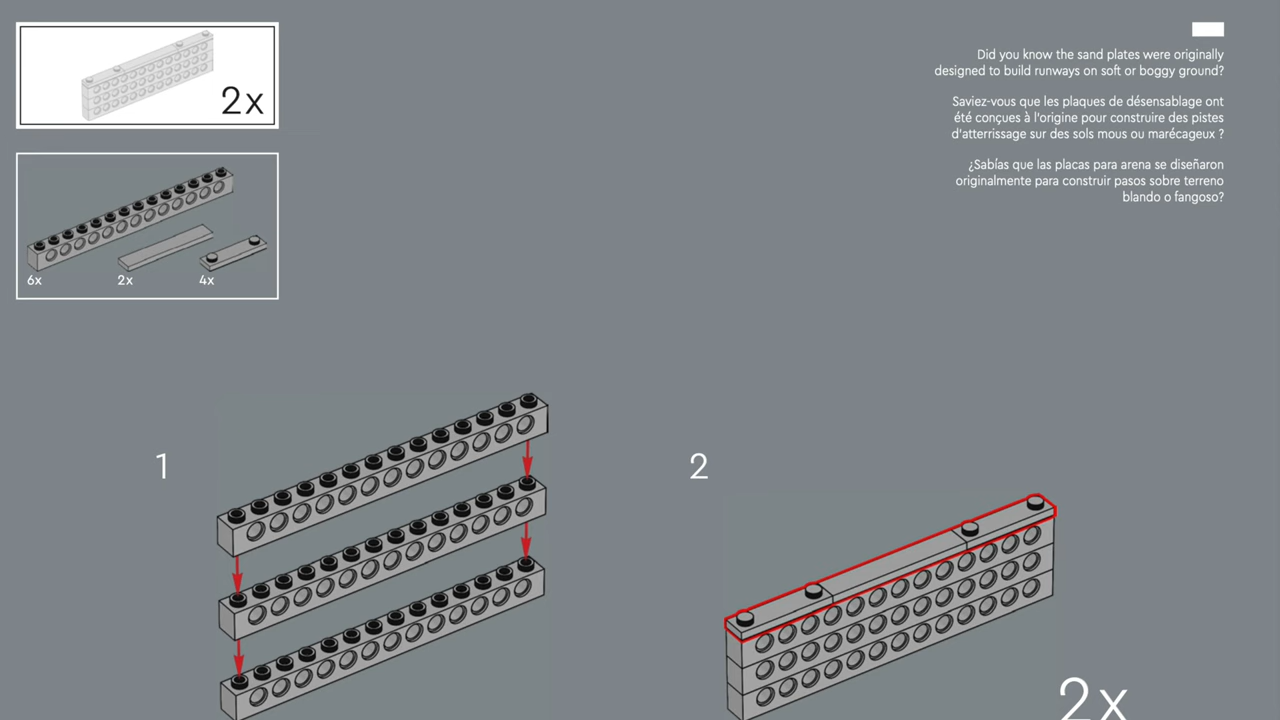 2x
Did you know the sand plates were originally
designed to build runways on soft or boggy ground?
Saviez-vous que les plaques de désensablage ont
été conçues à l'origine pour construire des pistes
d'atterrissage sur des sols mous ou marécageux ?
¿Sabías que las placas para arena se diseñaron
originalmente para construir pasos sobre terreno
blando o fangoso?
6x
2x
4x
1
2
2x